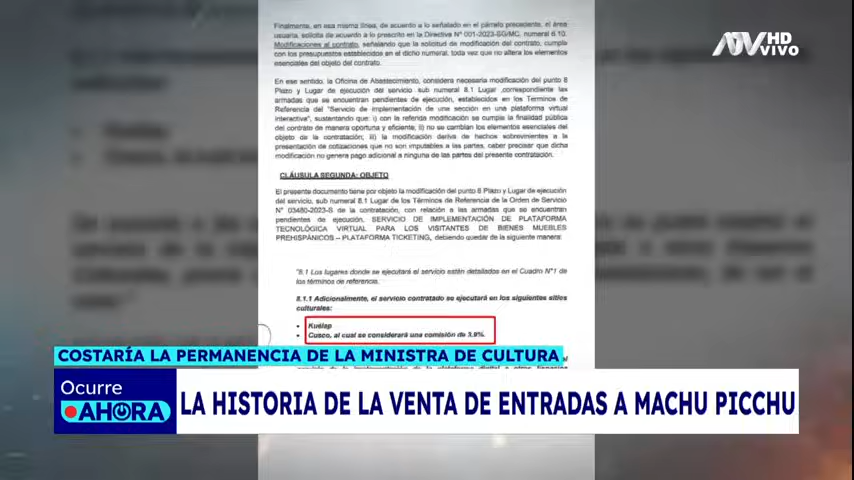 Finalmente, en esa misma línea, de acuerdo a lo señalado en el párrafo precedente, el área
usuaria, solicita de acuerdo a lo prescrito en la Directiva N° 001-2023-SG/MC, numeral 6.10.
Modificaciones al contrato, señalando que la solicitud de modificación del contrato, cumple
con los presupuestos establecidos en el dicho numeral, toda vez que no altera los elementos
esenciales del objeto del contrato.
En ese sentido, la Oficina de Abastecimiento, considera necesaria modificación del punto 8
Plazo y Lugar de ejecución del servicio sub numeral 8.1 Lugar ,correspondiente las
armadas que se encuentran pendientes de ejecución, establecidos en los Términos de
Referencia del "Servicio de implementación de una sección en una plataforma virtual
interactiva", sustentando que: i) con la referida modificación se cumple la finalidad pública
del contrato de manera oportuna y eficiente, ii) no se cambian los elementos esenciales del
objeto de la contratación; iii) la modificación deriva de hechos sobrevinientes a la
presentación de cotizaciones que no son imputables a las partes, caber precisar que dicha
modificación no genera pago adicional a ninguna de las partes del presente contratación.
CLÁUSULA SEGUNDA: OBJETO
El presente documento tiene por objeto la modificación del punto 8 Plazo y Lugar de ejecución
del servicio, sub numeral 8.1 Lugar de los Términos de Referencia de la Orden de Servicio
N° 03480-2023-S de la contratación, con relación a las armadas que se encuentran
pendientes de ejecución, SERVICIO DE IMPLEMENTACIÓN DE PLATAFORMA
TECNOLÓGICA VIRTUAL PARA LOS VISITANTES DE BIENES MUEBLES
PREHISPÁNICOS – PLATAFORMA TICKETING, debiendo quedar de la siguiente manera:
"8.1 Los lugares donde se ejecutará el servicio estén detallados en el Cuadro N°1 de
los términos de referencia.
8.1.1 Adicionalmente, el servicio contratado se ejecutará en los siguientes sitios
culturales:
• Kuélap
• Cusco, al cual se considerará una comisión de 3.9%.
ATV HD
VIVO
COSTARÍA LA PERMANENCIA DE LA MINISTRA DE CULTURA
Ocurre
AHORA
LA HISTORIA DE LA VENTA DE ENTRADAS A MACHU PICCHU